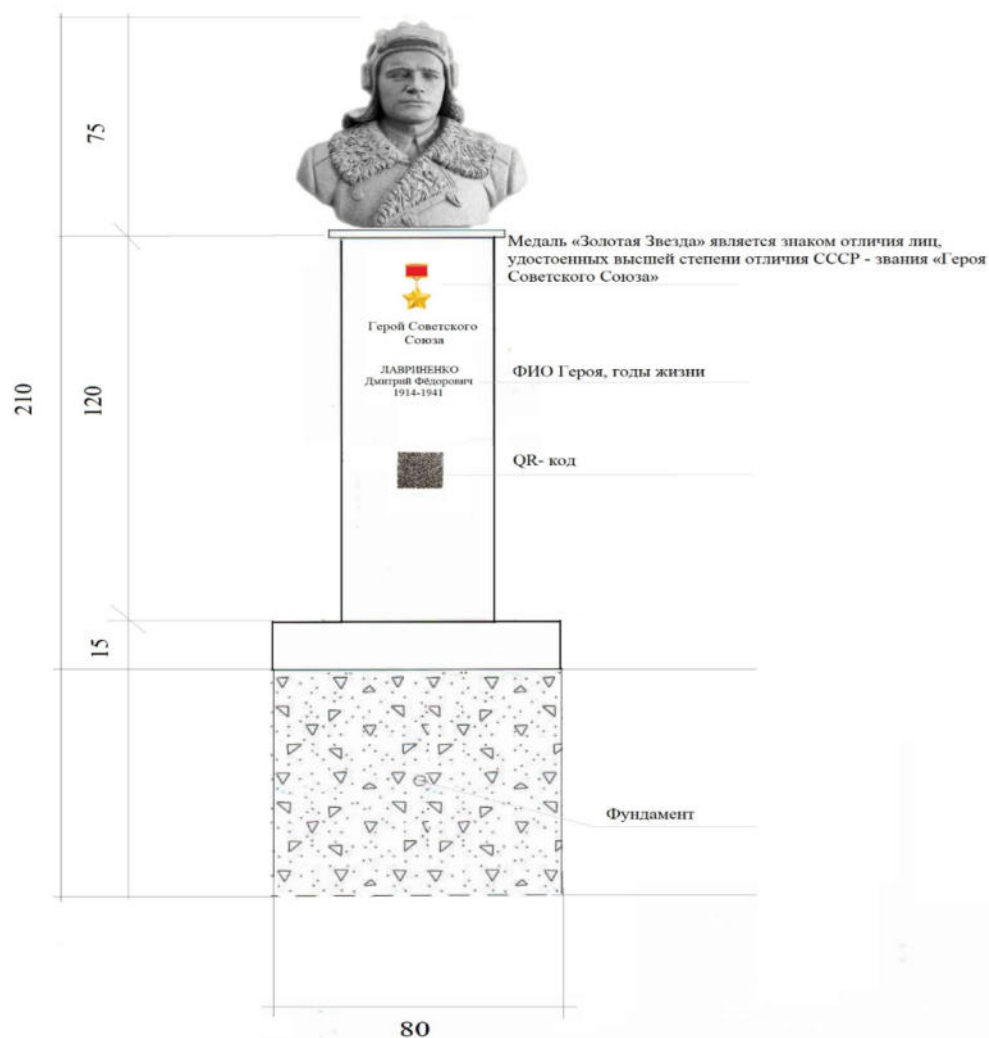 75
Медаль «Золотая Звезда» является знаком отличия лиц,
удостоенных высшей степени отличия СССР - звания «Героя
Советского Союза»
Герой Советского
Союза
ЛАВРИНЕНКО
Дмитрий Фёдорович
1914-1941
ФИО Героя, годы жизни
210
120
QR- код
15
Фундамент
80